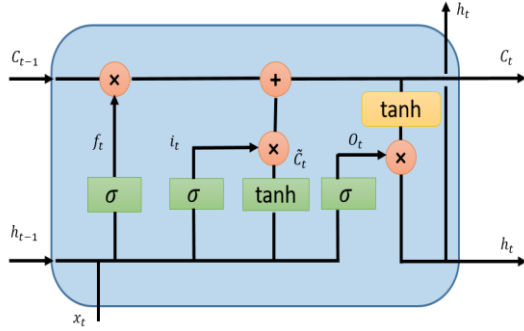 h_t
C_{t-1}
×
+
C_t
tanh
f_t
i_t
×
C̃_t
O_t
×
σ
σ
tanh
σ
h_{t-1}
h_t
x_t